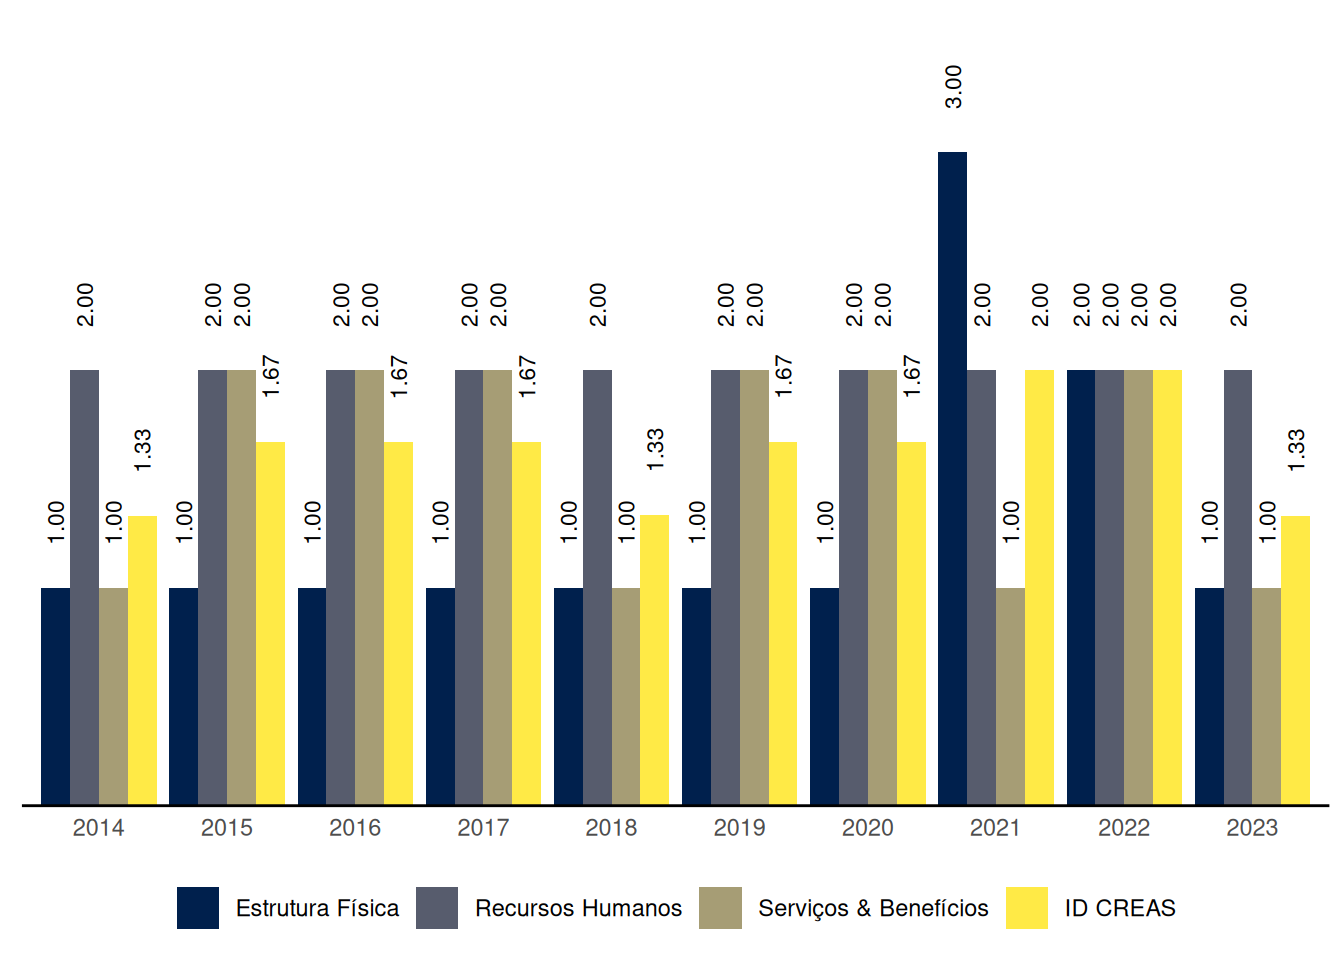 3.00
2.00 2.00 2.00 2.00 2.00 2.00 2.00 2.00 2.00 2.00 2.00 2.00 2.00 2.00 2.00 2.00 2.00 2.00 2.00
1.67 1.67 1.67 1.67 1.67
1.33 1.33 1.33
1.00 1.00 1.00 1.00 1.00 1.00 1.00 1.00 1.00 1.00 1.00 1.00
2014 2015 2016 2017 2018 2019 2020 2021 2022 2023
Estrutura Física Recursos Humanos Serviços & Benefícios ID CREAS